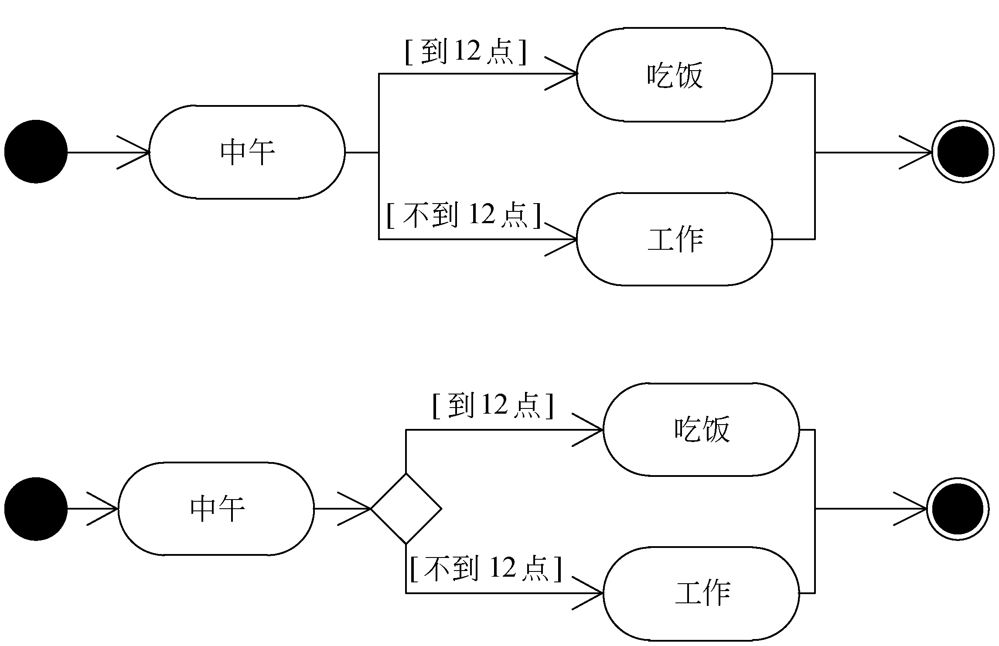 [到12点]
吃饭
中午
[不到12点]
工作
[到12点]
吃饭
中午
[不到12点]
工作